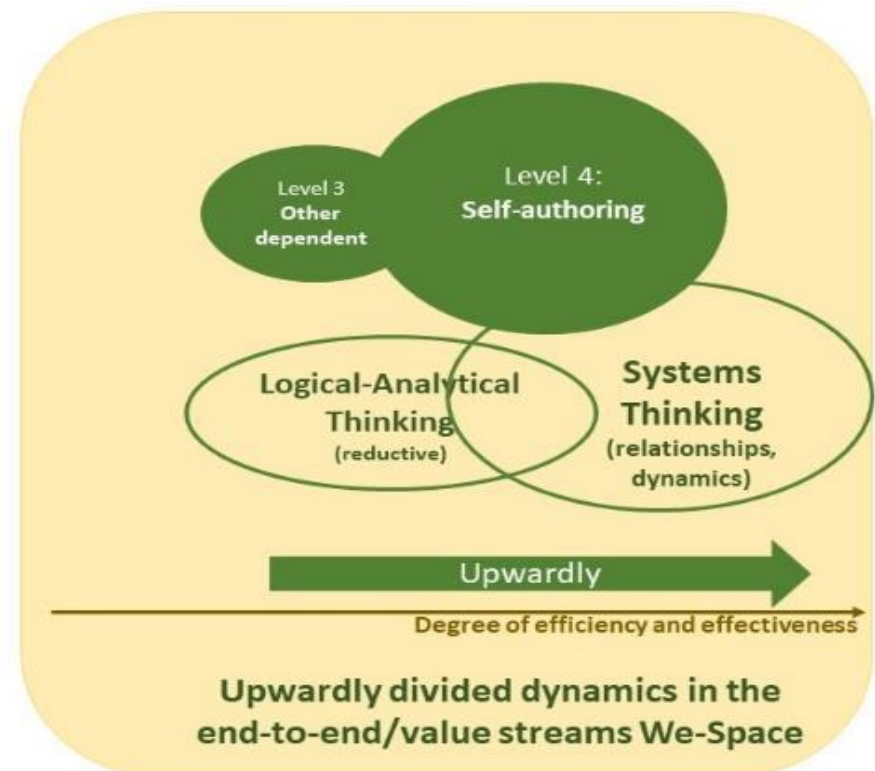 Level 3
Other
dependent
Level 4:
Self-authoring
Logical-Analytical
Thinking
(reductive)
Systems
Thinking
(relationships,
dynamics)
Upwardly
Degree of efficiency and effectiveness
Upwardly divided dynamics in the
end-to-end/value streams We-Space